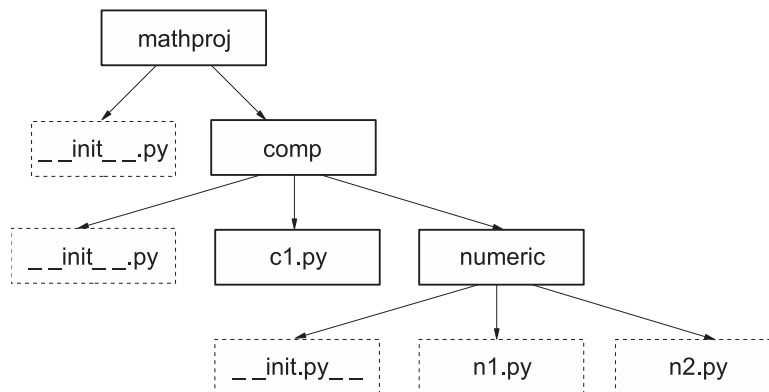 mathproj
_ _init_ _.py
comp
_ _init_ _.py
c1.py
numeric
_ _init.py_ _
n1.py
n2.py